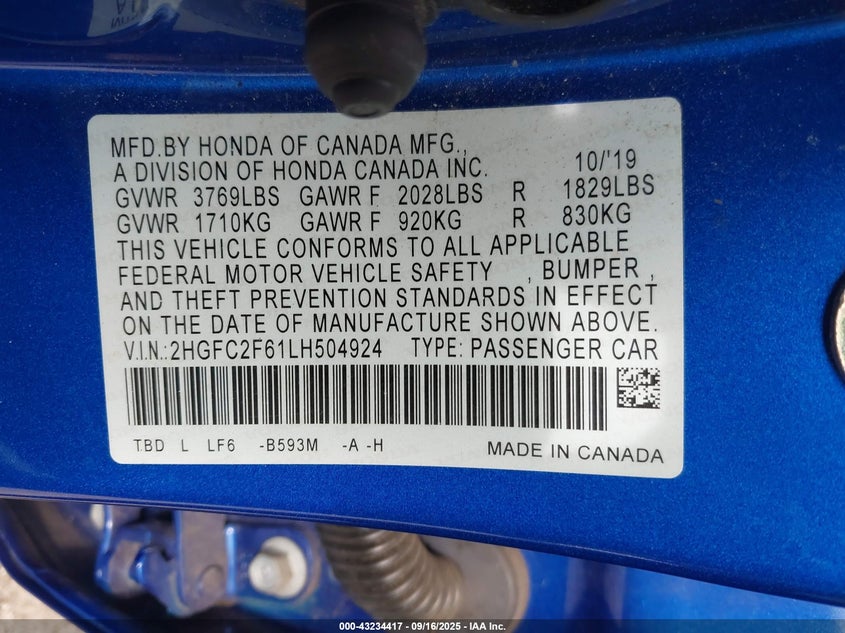 MFD.BY HONDA OF CANADA MFG.,
A DIVISION OF HONDA CANADA INC. 10/'19
GVWR 3769LBS GAWR F 2028LBS R 1829LBS
GVWR 1710KG GAWR F 920KG R 830KG
THIS VEHICLE CONFORMS TO ALL APPLICABLE
FEDERAL MOTOR VEHICLE SAFETY , BUMPER ,
AND THEFT PREVENTION STANDARDS IN EFFECT
ON THE DATE OF MANUFACTURE SHOWN ABOVE.
V.I.N.:2HGFC2F61LH504924 TYPE: PASSENGER CAR
TBD L LF6 -B593M -A -H MADE IN CANADA
000-43234417 - 09/16/2025 - IAA Inc.